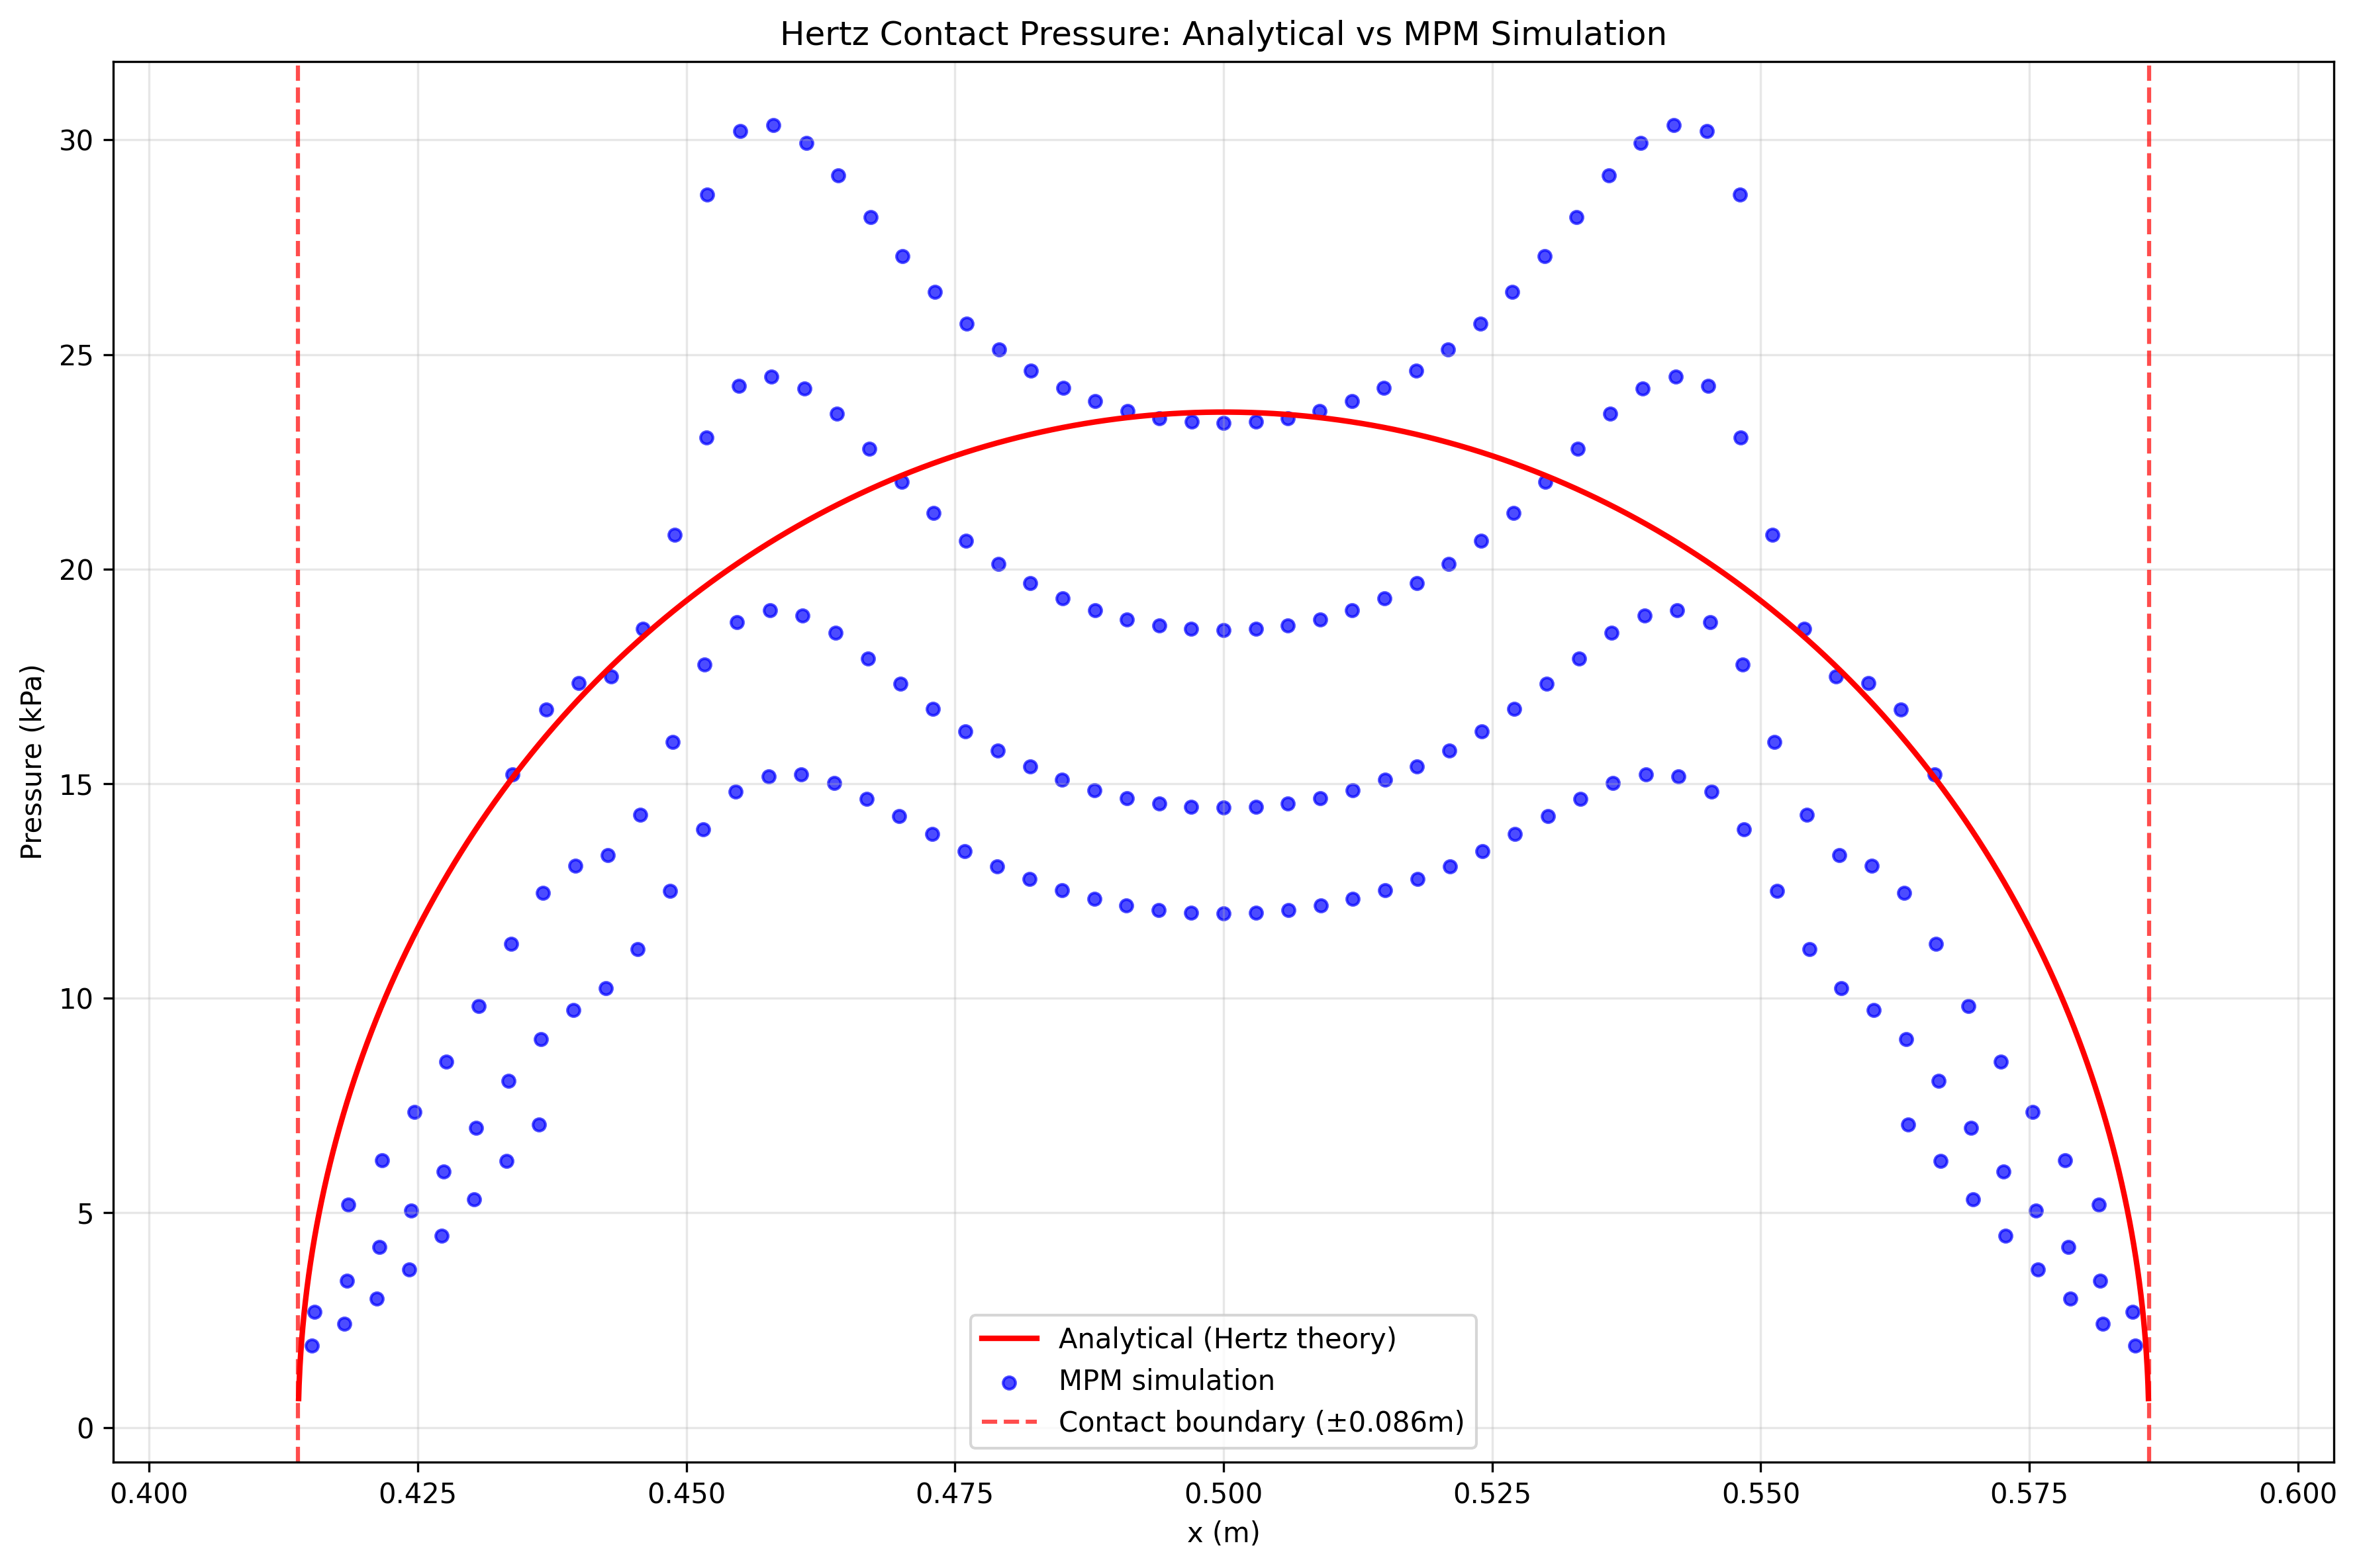 Hertz Contact Pressure: Analytical vs MPM Simulation
Pressure (kPa)
30
25
20
15
10
5
0
Analytical (Hertz theory)
MPM simulation
Contact boundary (±0.086m)
0.400 0.425 0.450 0.475 0.500 0.525 0.550 0.575 0.600
x (m)